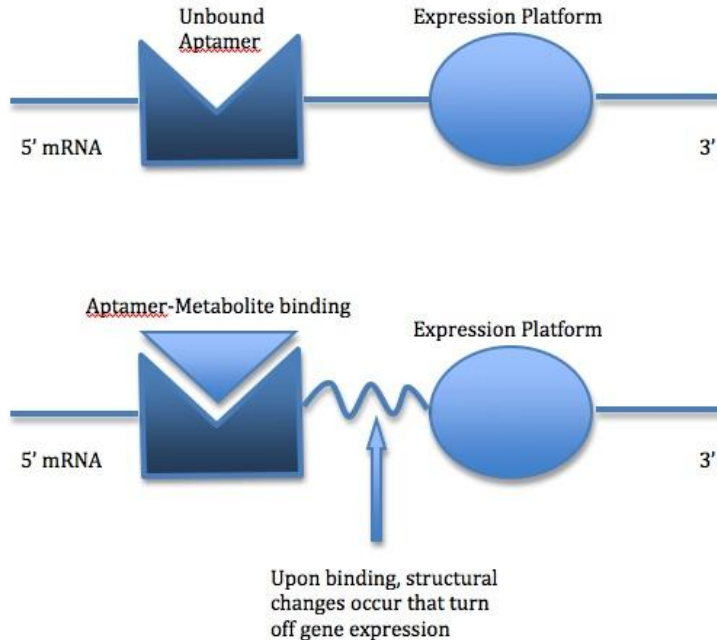 Unbound
Aptamer
Expression Platform
5' mRNA
3'
Aptamer-Metabolite binding
Expression Platform
5' mRNA
3'
Upon binding, structural
changes occur that turn
off gene expression